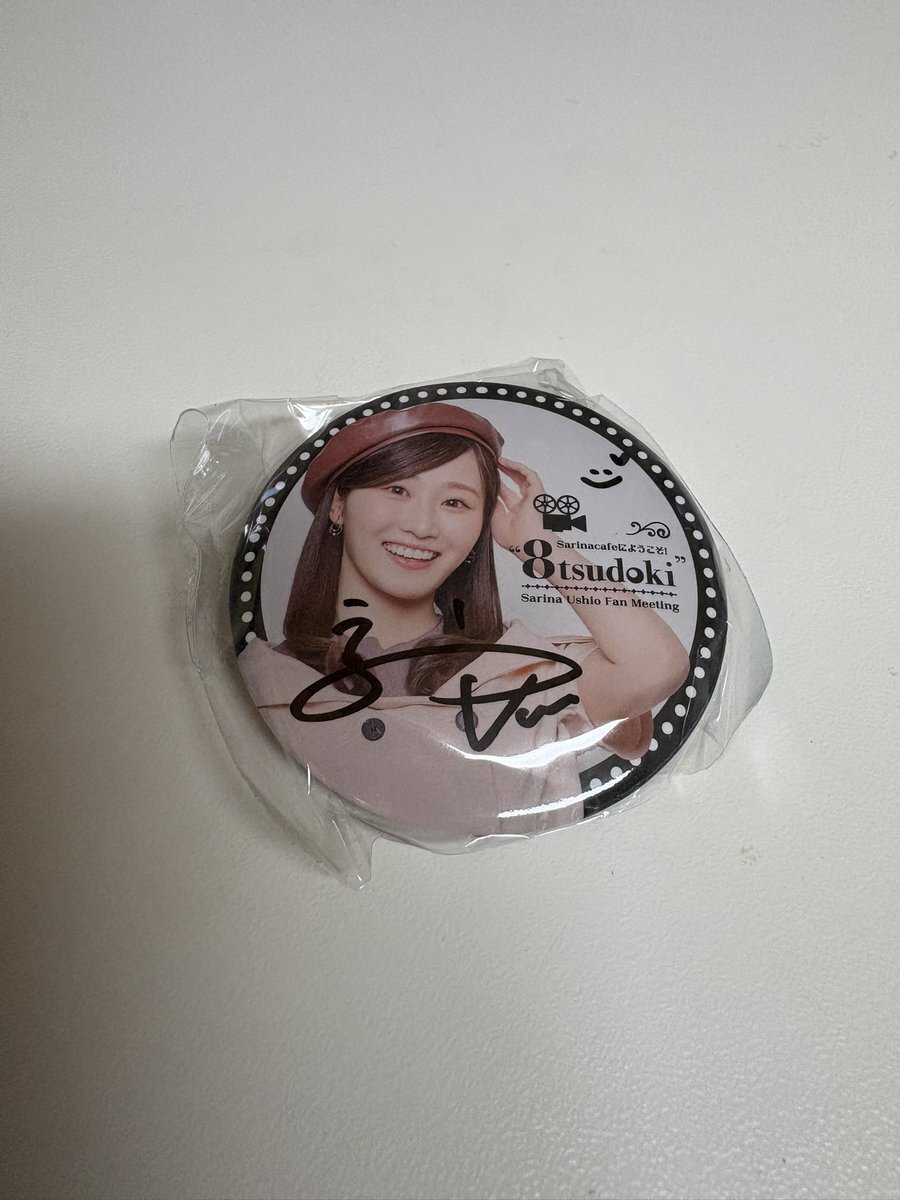 Sarinacafeにようこそ!
“8tsudoki”
Sarina Ushio Fan Meeting